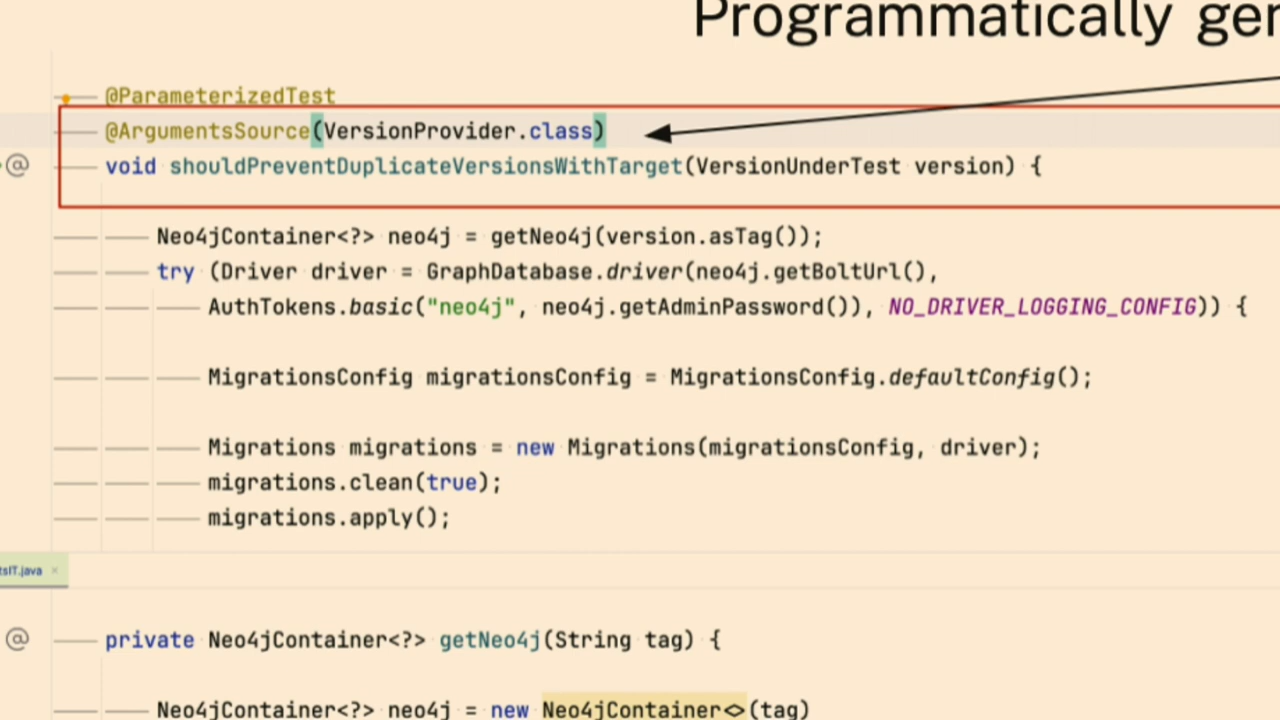 Programmatically
@ParameterizedTest
@ArgumentsSource(VersionProvider.class)
@ void shouldPreventDuplicateVersionsWithTarget(VersionUnderTest version) {
Neo4jContainer<?> neo4j = getNeo4j(version.asTag());
try (Driver driver = GraphDatabase.driver(neo4j.getBoltUrl(),
AuthTokens.basic("neo4j", neo4j.getAdminPassword()), NO_DRIVER_LOGGING_CONFIG)) {
MigrationsConfig migrationsConfig = MigrationsConfig.defaultConfig();
Migrations migrations = new Migrations(migrationsConfig, driver);
migrations.clean(true);
migrations.apply();
tsIT.java ×
@ private Neo4jContainer<?> getNeo4j(String tag) {
Neo4jContainer<?> neo4j = new Neo4jContainer<>(tag)